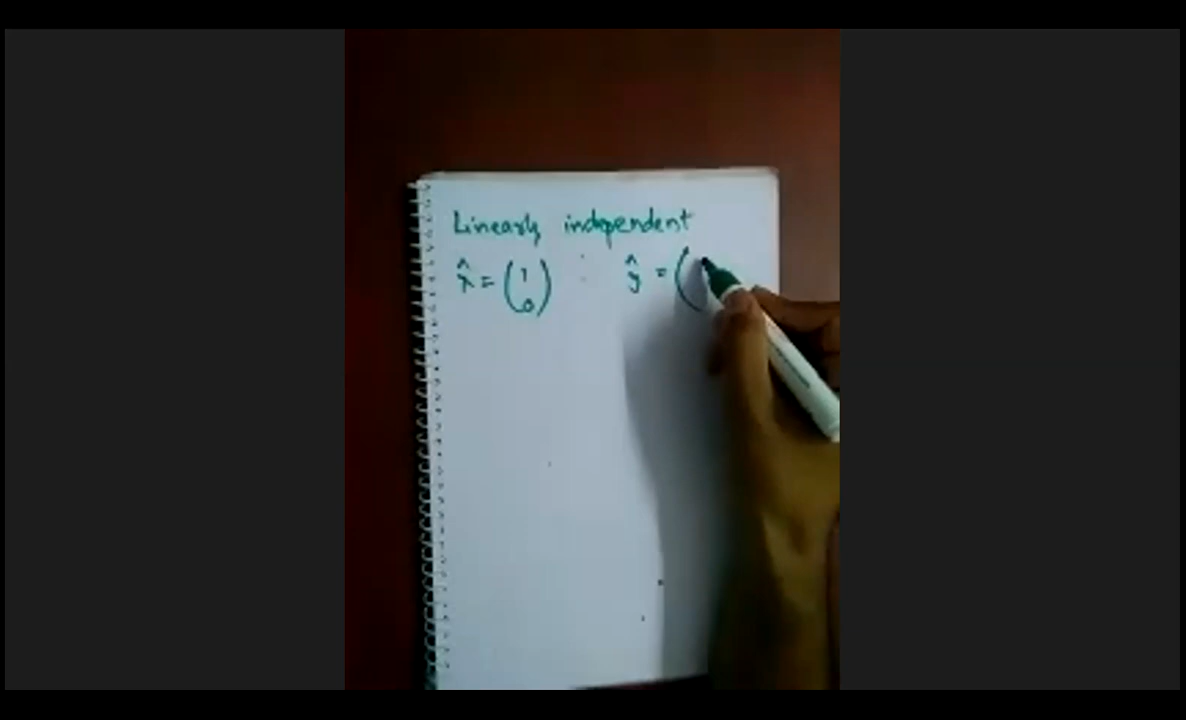 Linearly independent
x̂ = (1 0) ŷ = (